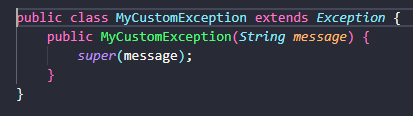 public class MyCustomException extends Exception {
    public MyCustomException(String message) {
        super(message);
    }
}